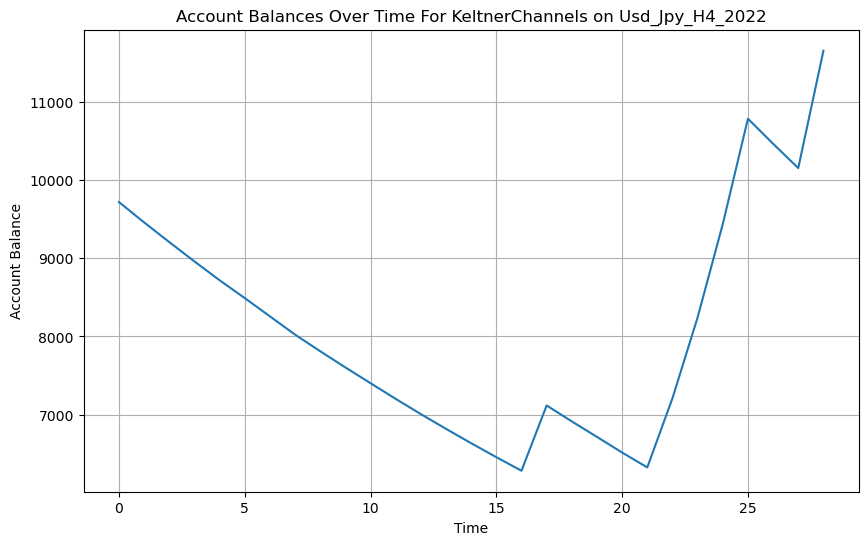 Account Balances Over Time For KeltnerChannels on Usd_Jpy_H4_2022
Account Balance
11000
10000
9000
8000
7000
0 5 10 15 20 25
Time